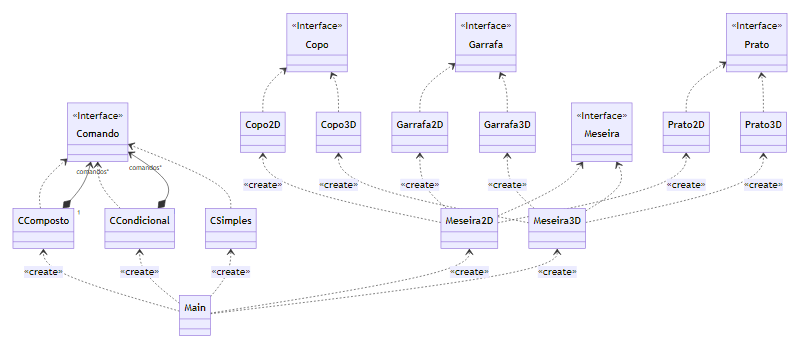 «Interface»
Copo
«Interface»
Garrafa
«Interface»
Prato
«Interface»
Comando
Copo2D
Copo3D
Garrafa2D
Garrafa3D
«Interface»
Meseira
Prato2D
Prato3D
comandos*
comandos*
«create»
«create»
«create»
«create»
«create»
«create»
1
CComposto
CCondicional
CSimples
Meseira2D
Meseira3D
«create»
«create»
«create»
«create»
«create»
Main